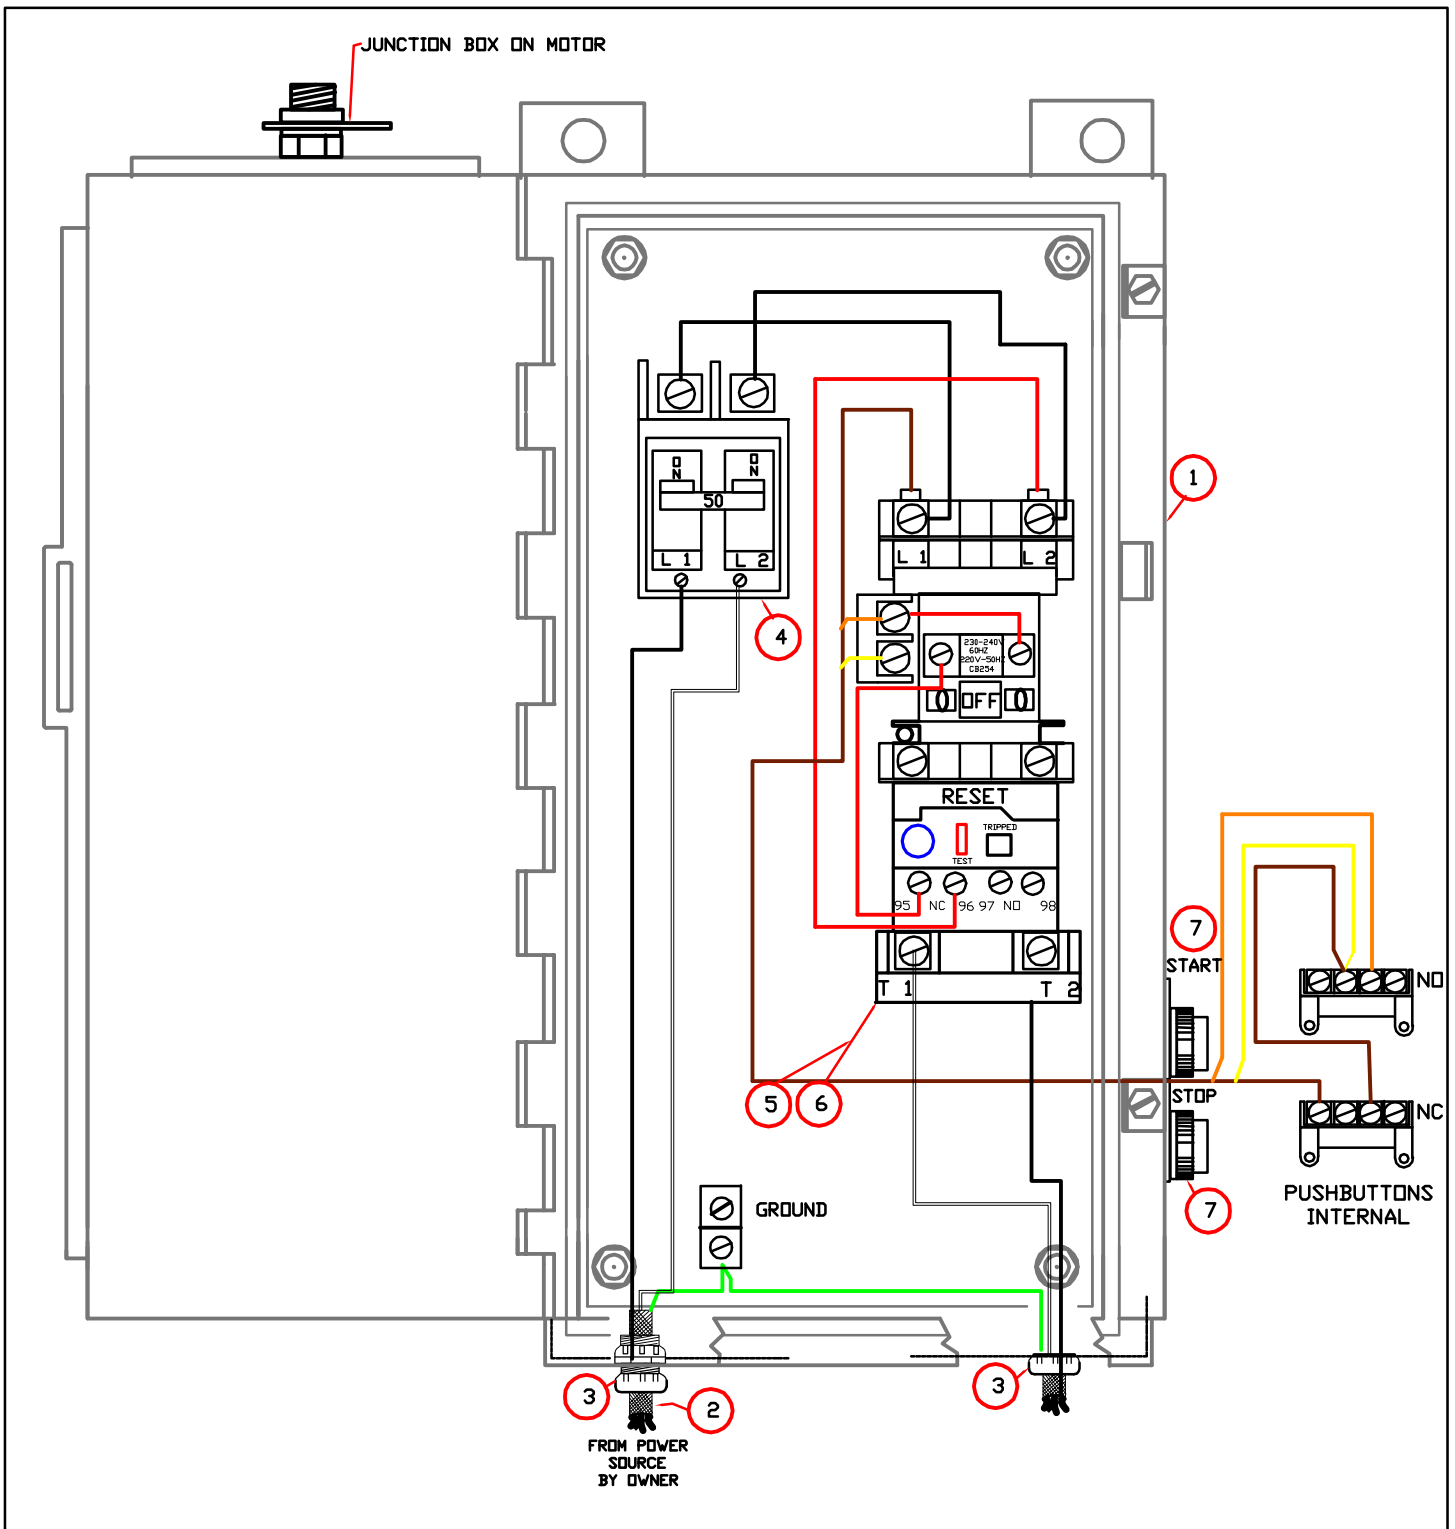 JUNCTION BOX ON MOTOR
ON
ON
50
L 1
L 2
4
1
L 1
L 2
230-240V
60HZ
220V-50HZ
CB254
OFF
RESET
TRIPPED
TEST
95 NC 96 97 NO 98
T 1
T 2
7
START
NO
5
6
STOP
NC
7
PUSHBUTTONS
INTERNAL
GROUND
3
2
3
FROM POWER
SOURCE
BY OWNER